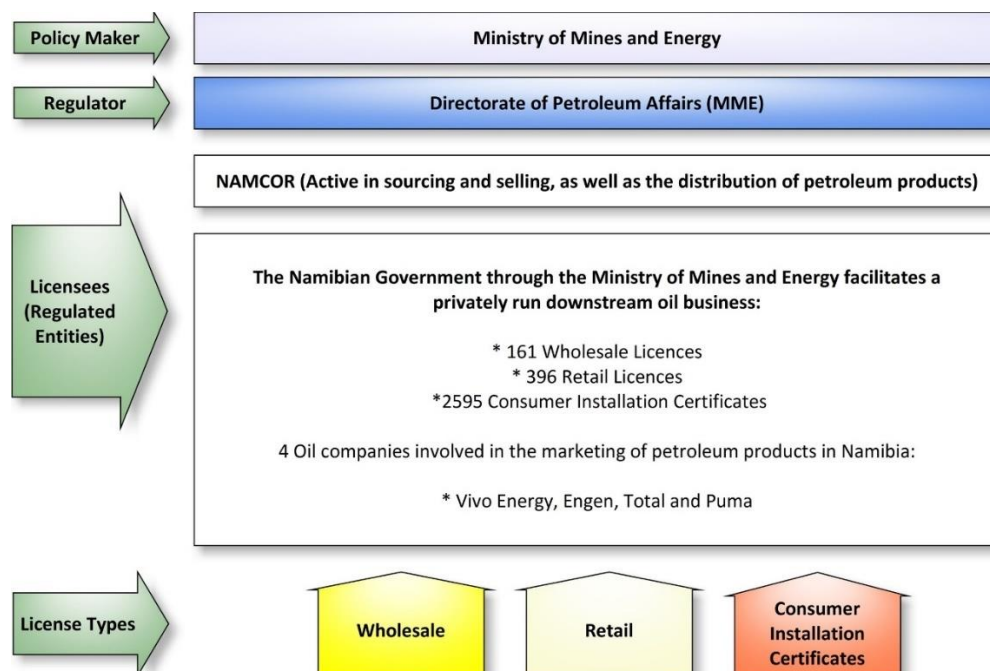 Policy Maker
Ministry of Mines and Energy
Regulator
Directorate of Petroleum Affairs (MME)
NAMCOR (Active in sourcing and selling, as well as the distribution of petroleum products)
Licensees
(Regulated
Entities)
The Namibian Government through the Ministry of Mines and Energy facilitates a
privately run downstream oil business:
* 161 Wholesale Licences
* 396 Retail Licences
*2595 Consumer Installation Certificates
4 Oil companies involved in the marketing of petroleum products in Namibia:
* Vivo Energy, Engen, Total and Puma
License Types
Wholesale
Retail
Consumer
Installation
Certificates